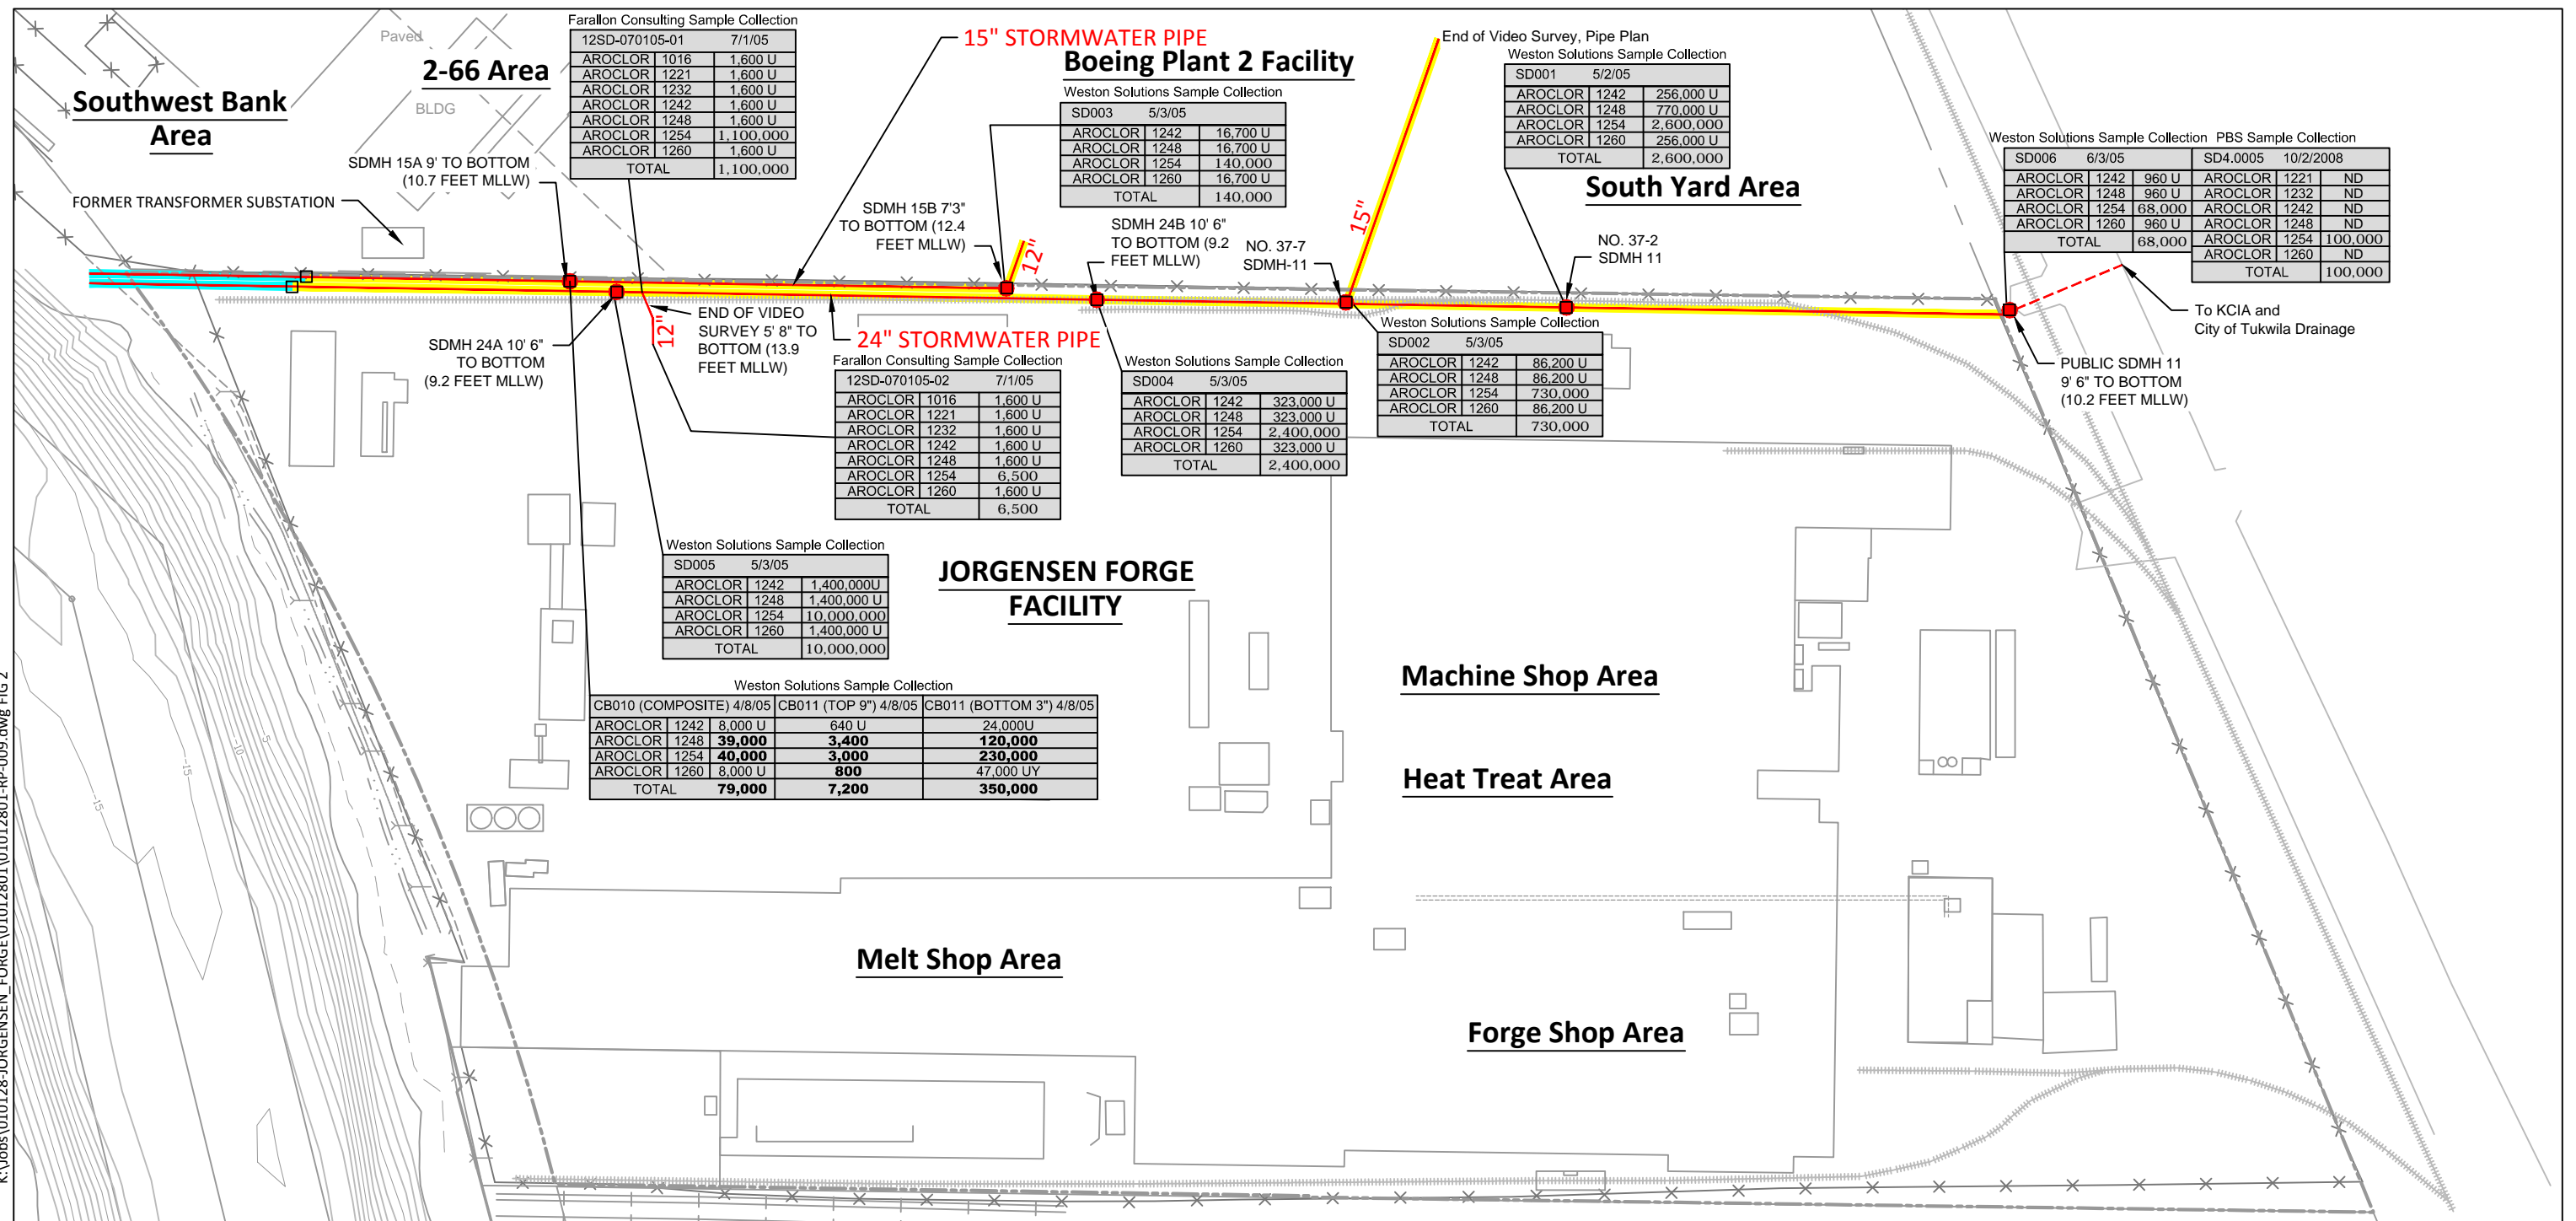 Paved
2-66 Area
BLDG
Southwest Bank
Area
SDMH 15A 9' TO BOTTOM
(10.7 FEET MLLW)
FORMER TRANSFORMER SUBSTATION
Farallon Consulting Sample Collection
12SD-070105-01 7/1/05
AROCLOR 1016 1,600 U
AROCLOR 1221 1,600 U
AROCLOR 1232 1,600 U
AROCLOR 1242 1,600 U
AROCLOR 1248 1,600 U
AROCLOR 1254 1,100,000
AROCLOR 1260 1,600 U
TOTAL 1,100,000
15" STORMWATER PIPE
Boeing Plant 2 Facility
Weston Solutions Sample Collection
SD003 5/3/05
AROCLOR 1242 16,700 U
AROCLOR 1248 16,700 U
AROCLOR 1254 140,000
AROCLOR 1260 16,700 U
TOTAL 140,000
SDMH 15B 7'3"
TO BOTTOM (12.4
FEET MLLW)
12"
SDMH 24B 10' 6"
TO BOTTOM (9.2
FEET MLLW)
NO. 37-7
SDMH-11
15"
End of Video Survey, Pipe Plan
Weston Solutions Sample Collection
SD001 5/2/05
AROCLOR 1242 256,000 U
AROCLOR 1248 770,000 U
AROCLOR 1254 2,600,000
AROCLOR 1260 256,000 U
TOTAL 2,600,000
South Yard Area
NO. 37-2
SDMH 11
Weston Solutions Sample Collection PBS Sample Collection
SD006 6/3/05 SD4.0005 10/2/2008
AROCLOR 1242 960 U AROCLOR 1221 ND
AROCLOR 1248 960 U AROCLOR 1232 ND
AROCLOR 1254 68,000 AROCLOR 1242 ND
AROCLOR 1260 960 U AROCLOR 1248 ND
TOTAL 68,000 AROCLOR 1254 100,000
AROCLOR 1260 ND
TOTAL 100,000
To KCIA and
City of Tukwila Drainage
PUBLIC SDMH 11
9' 6" TO BOTTOM
(10.2 FEET MLLW)
SDMH 24A 10' 6"
TO BOTTOM
(9.2 FEET MLLW)
12"
END OF VIDEO
SURVEY 5' 8" TO
BOTTOM (13.9
FEET MLLW)
24" STORMWATER PIPE
Farallon Consulting Sample Collection
12SD-070105-02 7/1/05
AROCLOR 1016 1,600 U
AROCLOR 1221 1,600 U
AROCLOR 1232 1,600 U
AROCLOR 1242 1,600 U
AROCLOR 1248 1,600 U
AROCLOR 1254 6,500
AROCLOR 1260 1,600 U
TOTAL 6,500
Weston Solutions Sample Collection
SD004 5/3/05
AROCLOR 1242 323,000 U
AROCLOR 1248 323,000 U
AROCLOR 1254 2,400,000
AROCLOR 1260 323,000 U
TOTAL 2,400,000
Weston Solutions Sample Collection
SD002 5/3/05
AROCLOR 1242 86,200 U
AROCLOR 1248 86,200 U
AROCLOR 1254 730,000
AROCLOR 1260 86,200 U
TOTAL 730,000
Weston Solutions Sample Collection
SD005 5/3/05
AROCLOR 1242 1,400,000U
AROCLOR 1248 1,400,000 U
AROCLOR 1254 10,000,000
AROCLOR 1260 1,400,000 U
TOTAL 10,000,000
JORGENSEN FORGE
FACILITY
Weston Solutions Sample Collection
CB010 (COMPOSITE) 4/8/05 CB011 (TOP 9") 4/8/05 CB011 (BOTTOM 3") 4/8/05
AROCLOR 1242 8,000 U 640 U 24,000U
AROCLOR 1248 39,000 3,400 120,000
AROCLOR 1254 40,000 3,000 230,000
AROCLOR 1260 8,000 U 800 47,000 UY
TOTAL 79,000 7,200 350,000
Machine Shop Area
Heat Treat Area
Melt Shop Area
Forge Shop Area
-10
-5
-15
-15
K:\Jobs\010128-JORGENSEN_FORGE\01012801\01012801-RP-009.dwg FIG 2